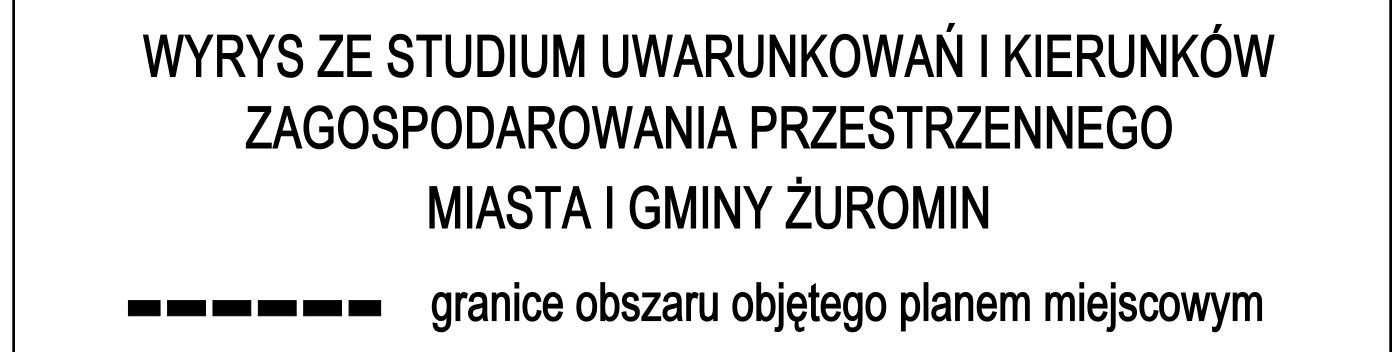 WYRYS ZE STUDIUM UWARUNKOWAŃ I KIERUNKÓW
ZAGOSPODAROWANIA PRZESTRZENNEGO
MIASTA I GMINY ŻUROMIN
granice obszaru objętego planem miejscowym